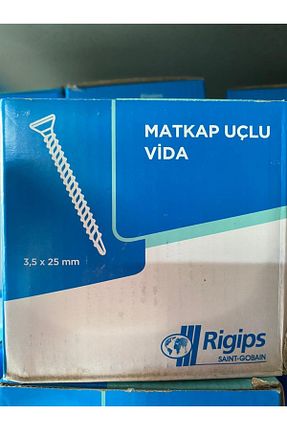 MATKAP UÇLU
VİDA
3,5 x 25 mm
Rigips
SAINT-GOBAIN